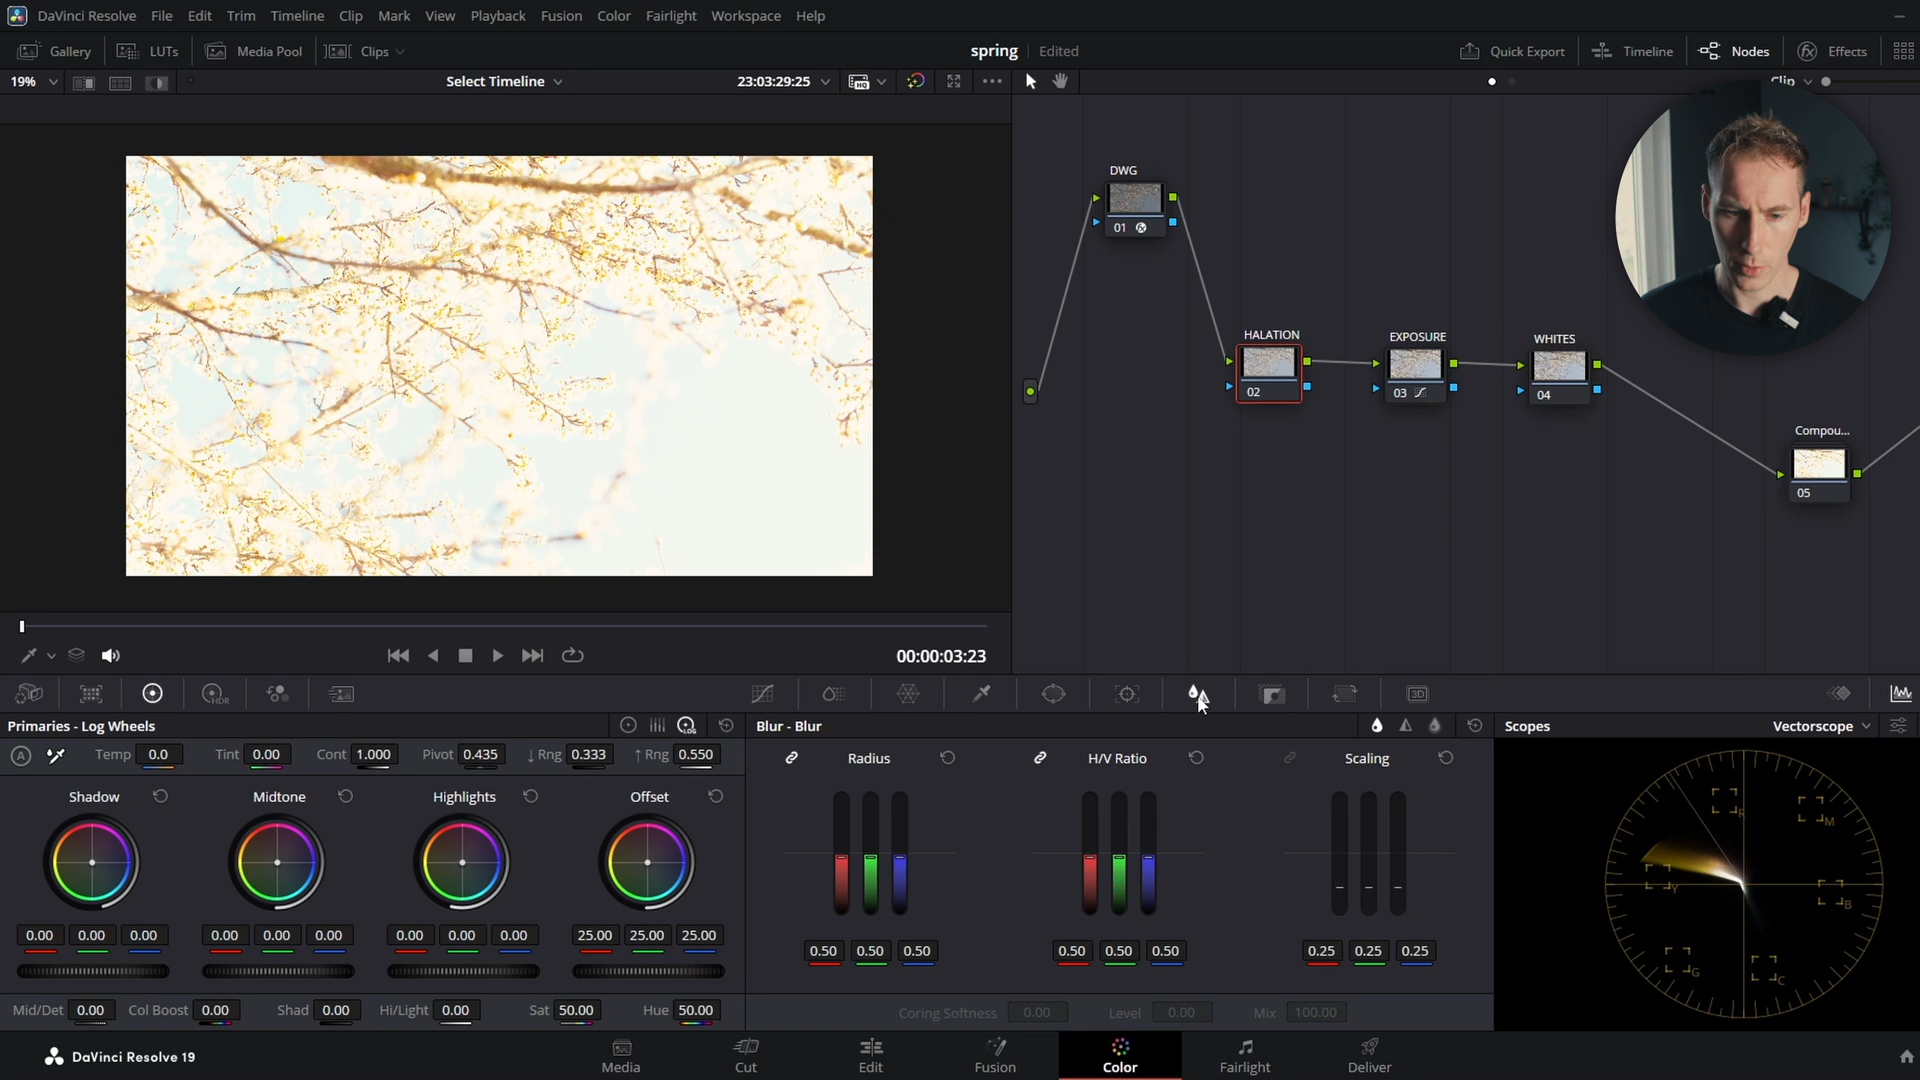 DaVinci Resolve File Edit Trim Timeline Clip Mark View Playback Fusion Color Fairlight Workspace Help
Gallery LUTs Media Pool Clips spring Edited Quick Export Timeline Nodes Effects
19% Select Timeline 23:03:29:25 HQ Clip
DWG
01
HALATION EXPOSURE WHITES
02 03 04
Compou...
05
00:00:03:23
HDR 3D
Primaries - Log Wheels LOG Blur - Blur Scopes Vectorscope
A Temp 0.0 Tint 0.00 Cont 1.000 Pivot 0.435 ↓ Rng 0.333 ↑ Rng 0.550 Radius H/V Ratio Scaling
Shadow Midtone Highlights Offset
R M
Y B
G C
0.00 0.00 0.00 0.00 0.00 0.00 0.00 0.00 0.00 25.00 25.00 25.00 0.50 0.50 0.50 0.50 0.50 0.50 0.25 0.25 0.25
Mid/Det 0.00 Col Boost 0.00 Shad 0.00 Hi/Light 0.00 Sat 50.00 Hue 50.00 Coring Softness 0.00 Level 0.00 Mix 100.00
DaVinci Resolve 19 Media Cut Edit Fusion Color Fairlight Deliver